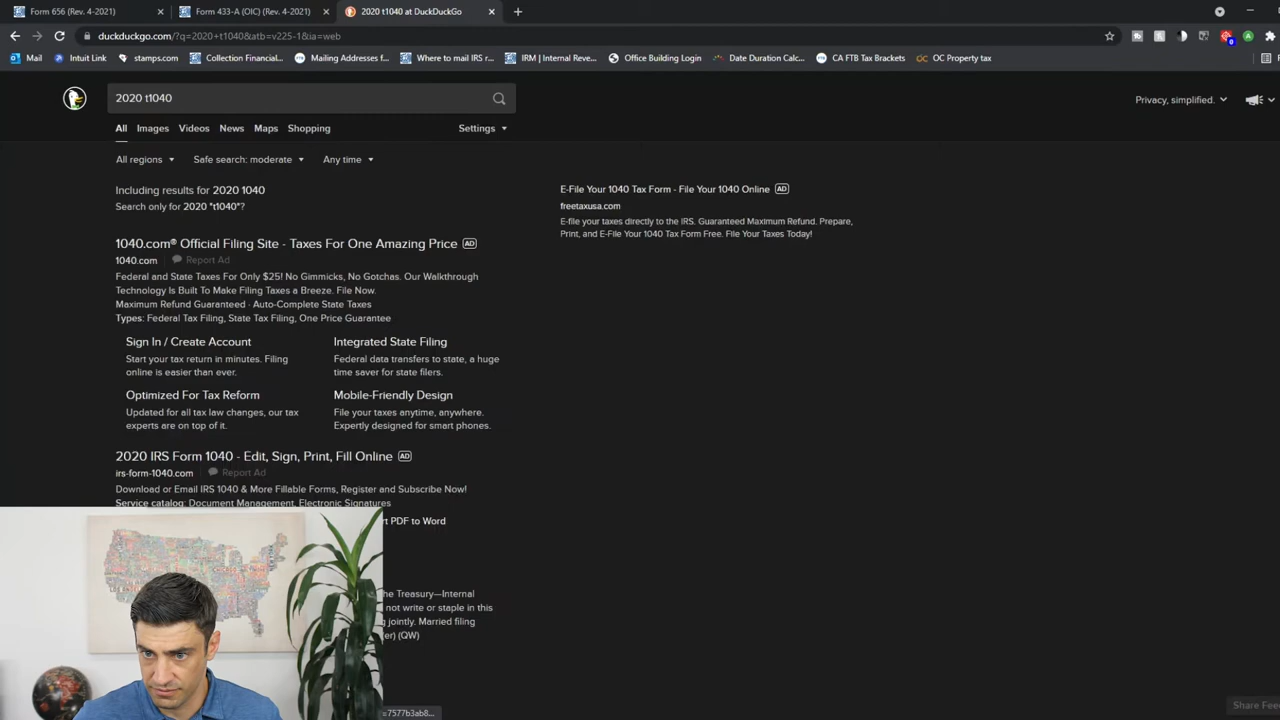 Form 656 (Rev. 4-2021)
Form 433-A (OIC) (Rev. 4-2021)
2020 t1040 at DuckDuckGo
duckduckgo.com/?q=2020+t1040&atb=v225-1&ia=web
Mail
Intuit Link
stamps.com
Collection Financial...
Mailing Addresses f...
Where to mail IRS r...
IRM | Internal Reve...
Office Building Login
Date Duration Calc...
CA FTB Tax Brackets
OC Property tax
2020 t1040
Privacy, simplified.
All Images Videos News Maps Shopping
Settings
All regions
Safe search: moderate
Any time
Including results for 2020 1040
Search only for 2020 "t1040"?
1040.com® Official Filing Site - Taxes For One Amazing Price AD
1040.com
Report Ad
Federal and State Taxes For Only $25! No Gimmicks, No Gotchas. Our Walkthrough
Technology Is Built To Make Filing Taxes a Breeze. File Now.
Maximum Refund Guaranteed · Auto-Complete State Taxes
Types: Federal Tax Filing, State Tax Filing, One Price Guarantee
Sign In / Create Account
Start your tax return in minutes. Filing
online is easier than ever.
Integrated State Filing
Federal data transfers to state, a huge
time saver for state filers.
Optimized For Tax Reform
Updated for all tax law changes, our tax
experts are on top of it.
Mobile-Friendly Design
File your taxes anytime, anywhere.
Expertly designed for smart phones.
2020 IRS Form 1040 - Edit, Sign, Print, Fill Online AD
irs-form-1040.com
Report Ad
Download or Email IRS 1040 & More Fillable Forms, Register and Subscribe Now!
Service catalog: Document Management, Electronic Signatures
rt PDF to Word
he Treasury—Internal
not write or staple in this
g jointly. Married filing
er) (QW)
=7577b3ab8...
E-File Your 1040 Tax Form - File Your 1040 Online AD
freetaxusa.com
E-file your taxes directly to the IRS. Guaranteed Maximum Refund. Prepare,
Print, and E-File Your 1040 Tax Form Free. File Your Taxes Today!
Share Fee